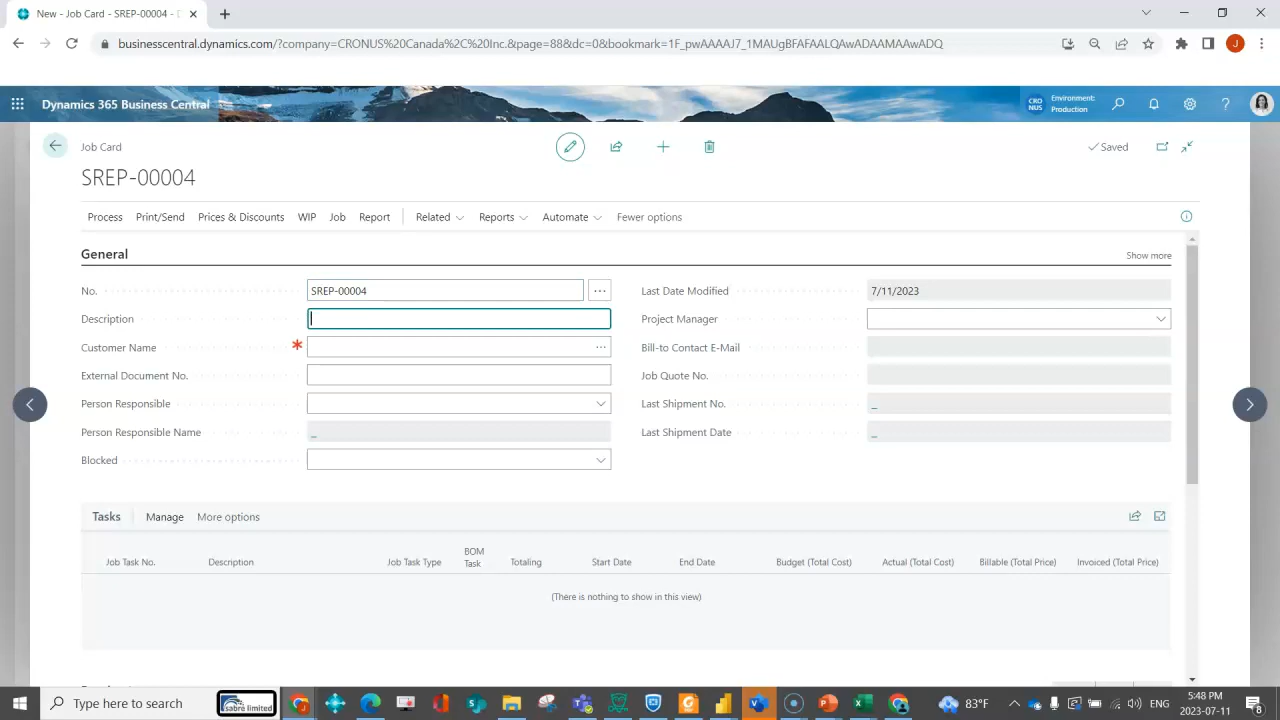 New - Job Card - SREP-00004 -
businesscentral.dynamics.com/?company=CRONUS%20Canada%2C%20Inc.&page=88&dc=0&bookmark=1F_pwAAAAJ7_1MAUgBFAFAALQAwADAAMAAwADQ
J
Dynamics 365 Business Central
CRO
NUS
Environment:
Production
Job Card
Saved
SREP-00004
Process Print/Send Prices & Discounts WIP Job Report Related Reports Automate Fewer options
General
Show more
No. SREP-00004
Last Date Modified 7/11/2023
Description
Project Manager
Customer Name *
Bill-to Contact E-Mail
External Document No.
Job Quote No.
Person Responsible
Last Shipment No. _
Person Responsible Name _
Last Shipment Date _
Blocked
Tasks Manage More options
Job Task No. Description Job Task Type BOM Task Totaling Start Date End Date Budget (Total Cost) Actual (Total Cost) Billable (Total Price) Invoiced (Total Price)
(There is nothing to show in this view)
Type here to search
sabre limited
83°F
ENG
5:48 PM
2023-07-11
8